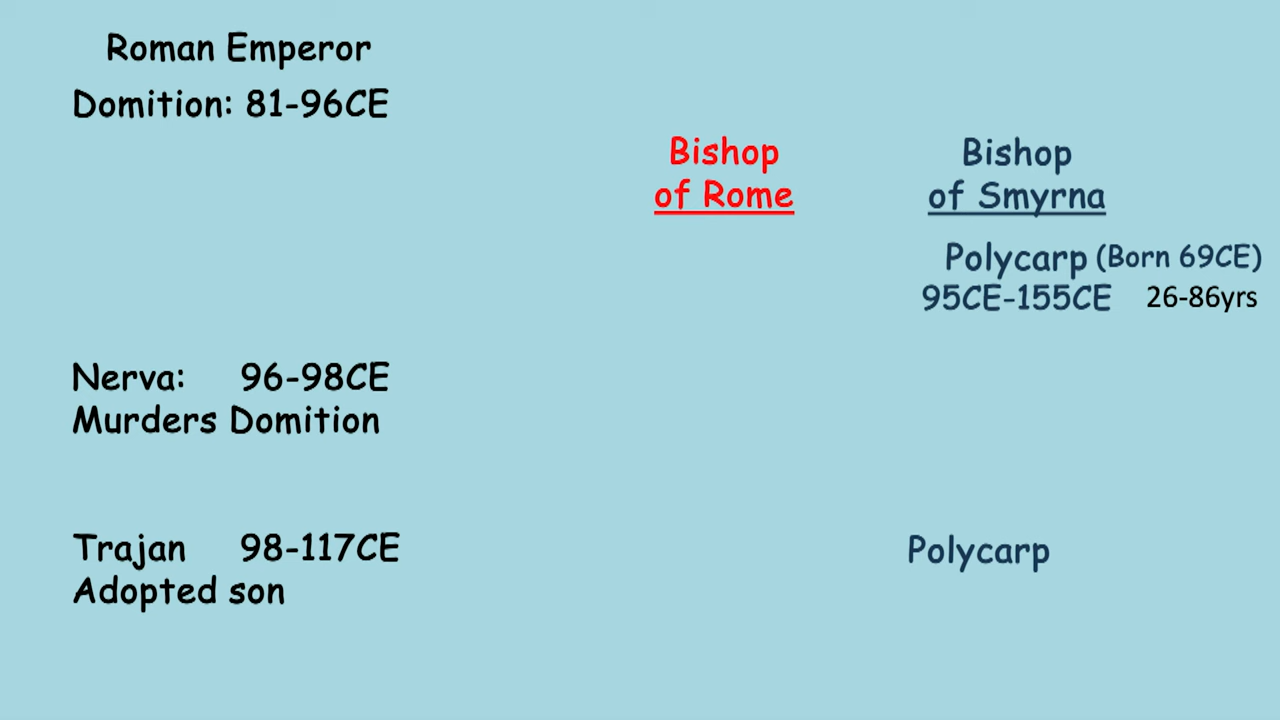 Roman Emperor
Domition: 81-96CE
Bishop
of Rome
Bishop
of Smyrna
Polycarp (Born 69CE)
95CE-155CE 26-86yrs
Nerva: 96-98CE
Murders Domition
Trajan 98-117CE
Adopted son
Polycarp